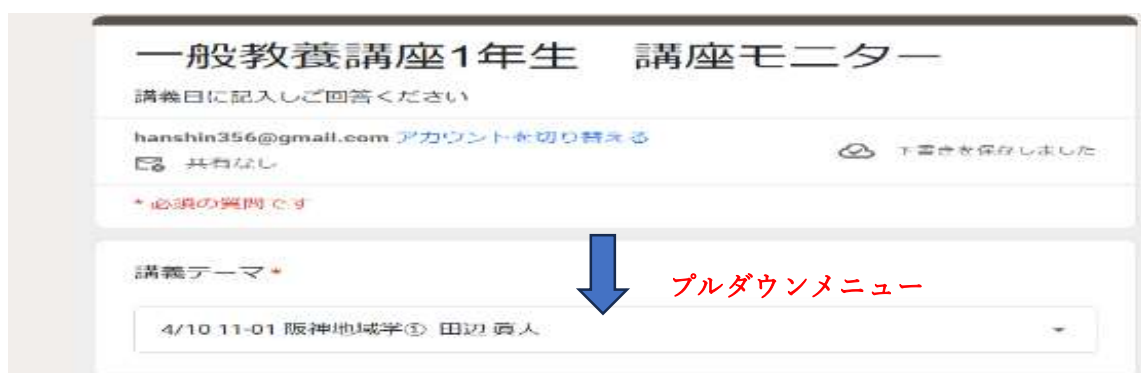 一般教養講座1年生　講座モニター
講義日に記入しご回答ください
hanshin356@gmail.com アカウントを切り替える
共有なし
下書きを保存しました
* 必須の質問です
講義テーマ *
プルダウンメニュー
4/10 11-01 阪神地域学① 田辺 眞人